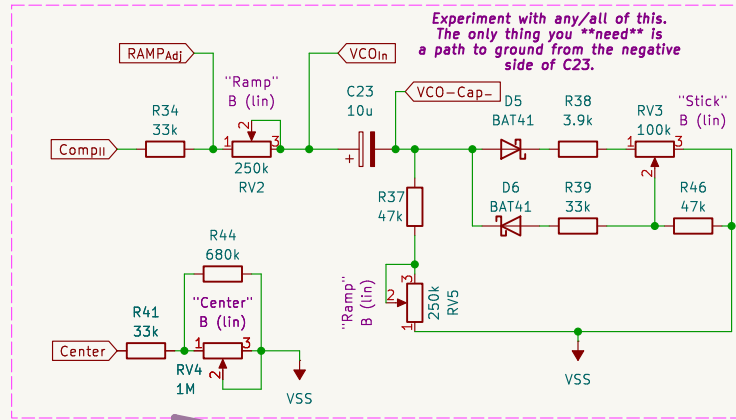 Experiment with any/all of this.
The only thing you **need** is
a path to ground from the negative
side of C23.
RAMPAdj
VCOIn
"Ramp"
B (lin)
C23
10u
VCO-Cap-
D5
BAT41
R38
3.9k
RV3
100k
"Stick"
B (lin)
R34
33k
CompII
1
2
3
250k
RV2
+
1
2
3
R37
47k
D6
BAT41
R39
33k
R46
47k
R44
680k
"Center"
B (lin)
R41
33k
Center
1
2
3
RV4
1M
VSS
"Ramp"
B (lin)
3
2
1
250k
RV5
VSS